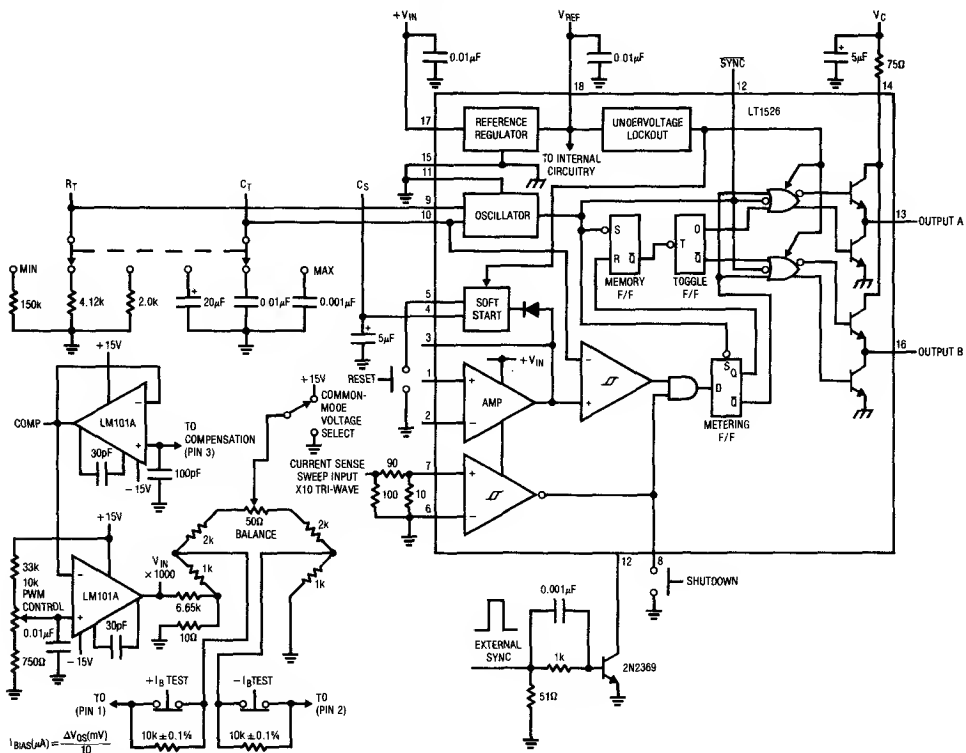 +VIN
VREF
VC
0.01µF
0.01µF
SYNC
5µF
+
75Ω
18
12
14
LT1526
17
REFERENCE
REGULATOR
UNOERVOLTAGE
LOCKOUT
15
TO INTERNAL
CIRCUITRY
11
RT
CT
CS
9
OSCILLATOR
10
13
OUTPUT A
S
R
Q
MEMORY
F/F
T
O
Q
TOGGLE
F/F
MIN
MAX
150k
4.12k
2.0k
+
20µF
0.01µF
0.001µF
5
4
SOFT
START
+
5µF
3
16
OUTPUT B
+VIN
RESET
1
+
AMP
2
−
−
+
S
Q
D
Q
METERING
F/F
+15V
COMP
LM101A
−
+
30pF
−15V
TO
COMPENSATION
(PIN 3)
100pF
+15V
COMMON-
MODE
VOLTAGE
SELECT
CURRENT SENSE
SWEEP INPUT
X10 TRI-WAVE
90
100
10
7
+
6
−
50Ω
BALANCE
2k
2k
1k
1k
+15V
33k
10k
PWM
CONTROL
−
LM101A
+
VIN
×1000
6.65k
10Ω
0.01µF
30pF
750Ω
−15V
12
8
SHUTDOWN
0.001µF
EXTERNAL
SYNC
1k
2N2369
51Ω
+IBTEST
−IBTEST
TO
(PIN 1)
TO
(PIN 2)
10k ± 0.1%
10k ± 0.1%
IBIAS(µA) = ΔVOS(mV)
10